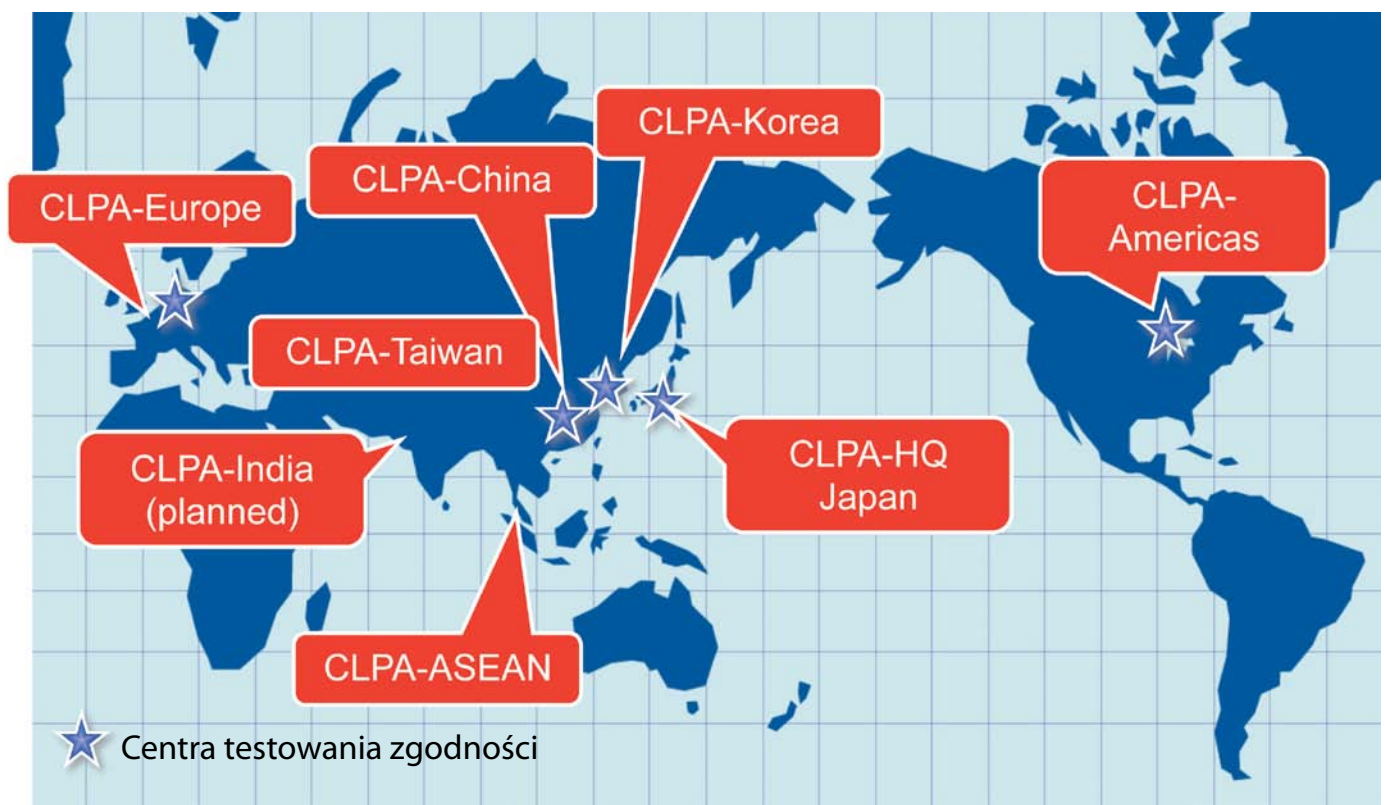 CLPA-Korea
CLPA-China
CLPA-
Americas
CLPA-Europe
CLPA-Taiwan
CLPA-India
(planned)
CLPA-HQ
Japan
CLPA-ASEAN
Centra testowania zgodności